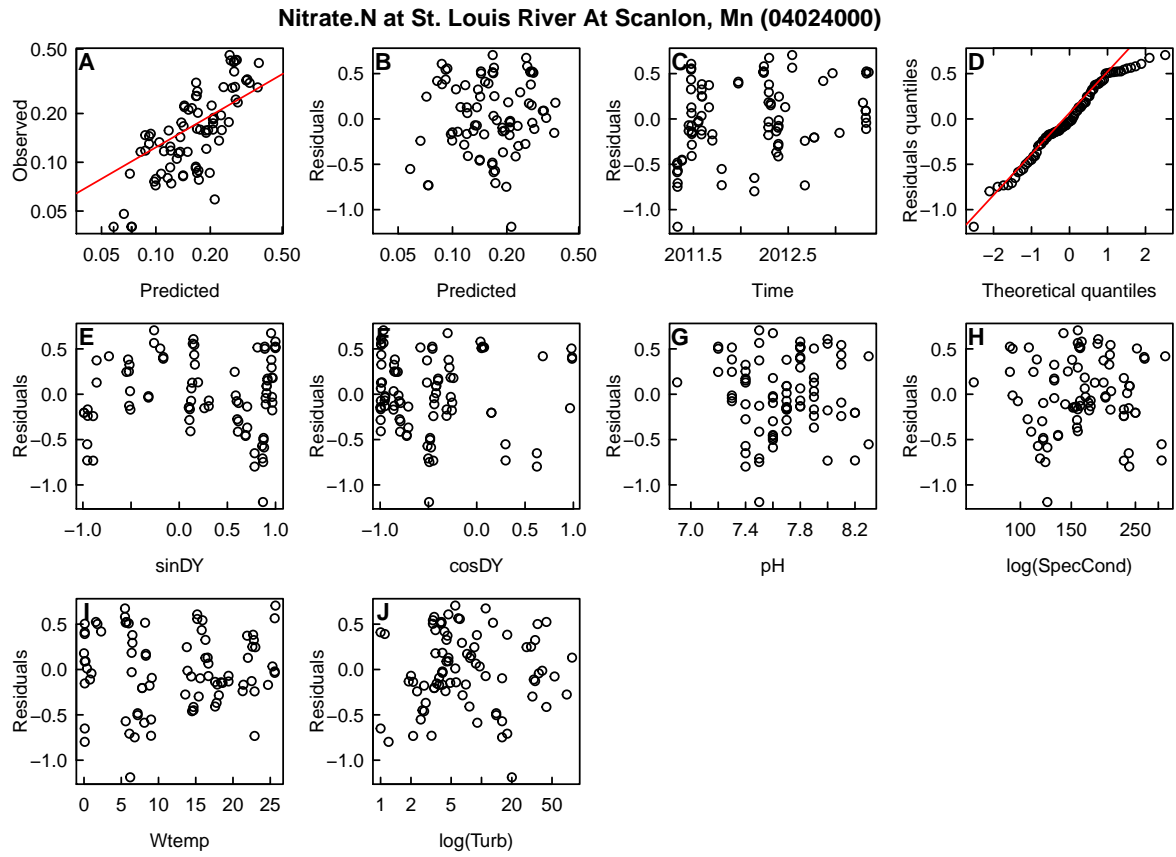 Nitrate.N at St. Louis River At Scanlon, Mn (04024000)
A
Observed
0.50
0.20
0.10
0.05
0.05 0.10 0.20 0.50
Predicted
B
Residuals
0.5
0.0
−0.5
−1.0
0.05 0.10 0.20 0.50
Predicted
C
Residuals
0.5
0.0
−0.5
−1.0
2011.5 2012.5
Time
D
Residuals quantiles
0.5
0.0
−0.5
−1.0
−2 −1 0 1 2
Theoretical quantiles
E
Residuals
0.5
0.0
−0.5
−1.0
−1.0 0.0 0.5 1.0
sinDY
F
Residuals
0.5
0.0
−0.5
−1.0
−1.0 0.0 0.5 1.0
cosDY
G
Residuals
0.5
0.0
−0.5
−1.0
7.0 7.4 7.8 8.2
pH
H
Residuals
0.5
0.0
−0.5
−1.0
100 150 250
log(SpecCond)
I
Residuals
0.5
0.0
−0.5
−1.0
0 5 10 15 20 25
Wtemp
J
Residuals
0.5
0.0
−0.5
−1.0
1 2 5 20 50
log(Turb)